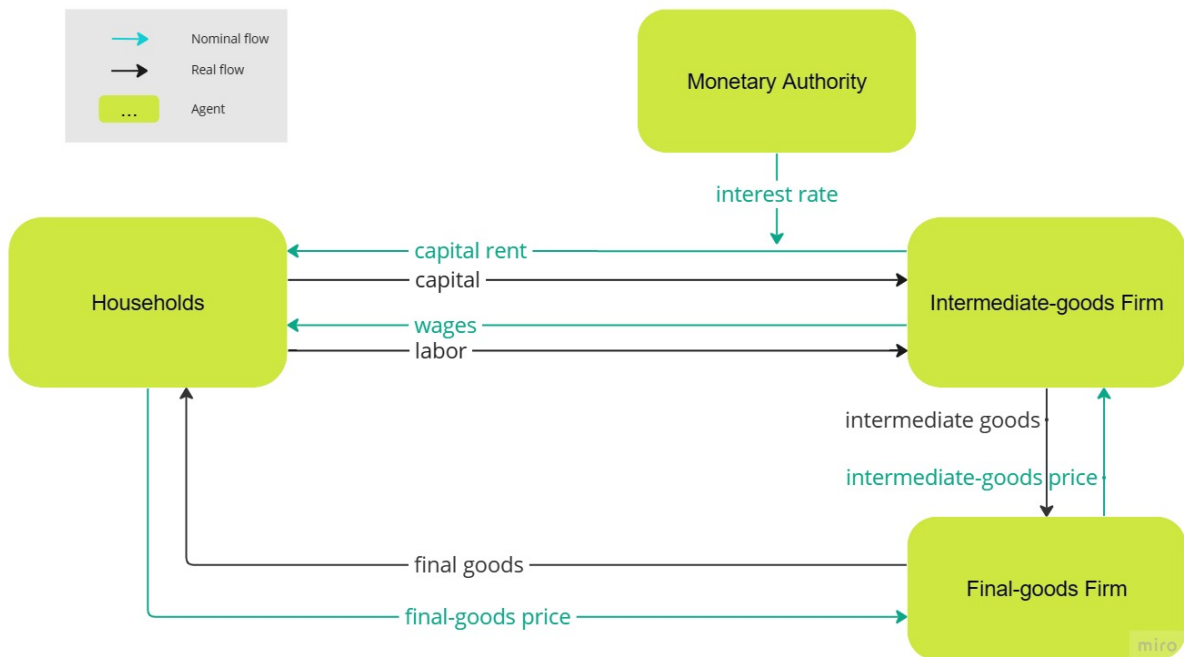 Nominal flow
Real flow
... Agent
Monetary Authority
interest rate
capital rent
capital
Households
Intermediate-goods Firm
wages
labor
intermediate goods
intermediate-goods price
final goods
Final-goods Firm
final-goods price
miro